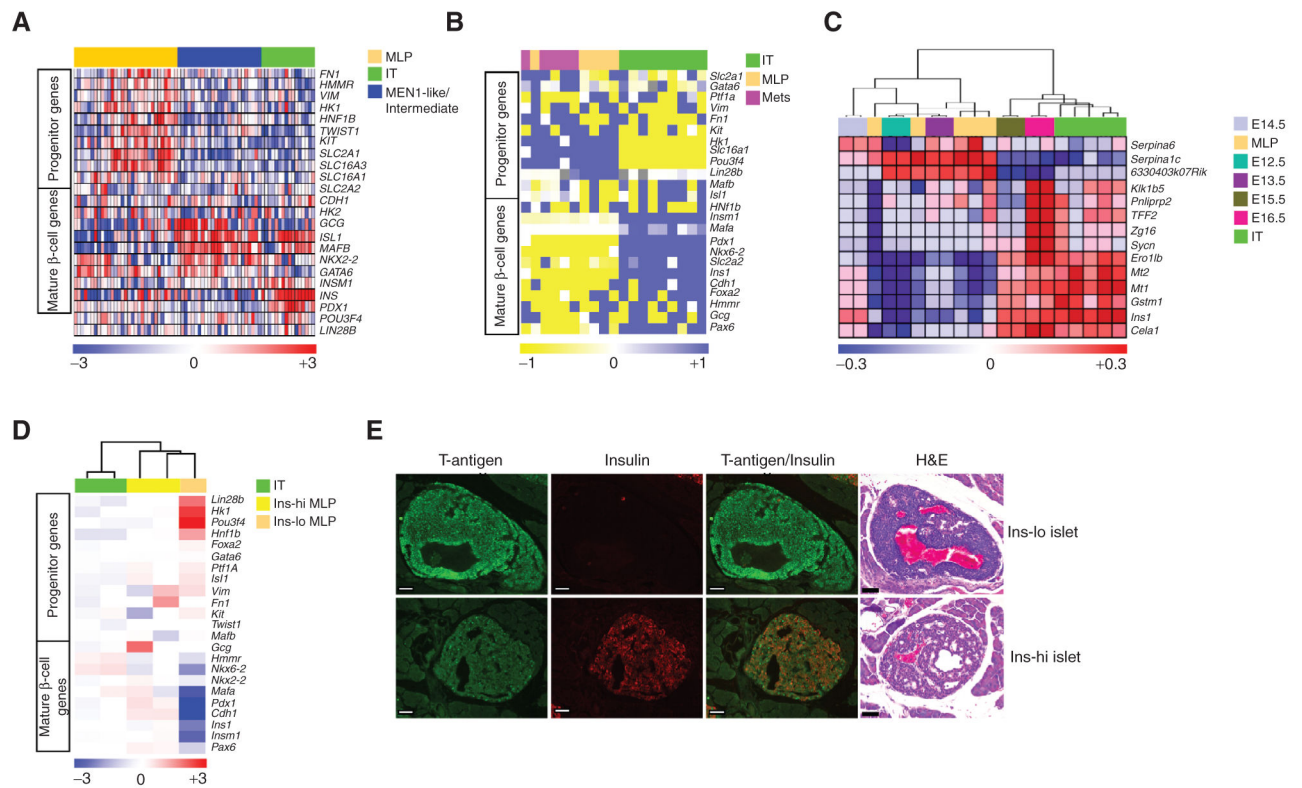 A
MLP
IT
MEN1-like/
Intermediate
Progenitor genes
Mature β-cell genes
FN1
HMMR
VIM
HK1
HNF1B
TWIST1
KIT
SLC2A1
SLC16A3
SLC16A1
SLC2A2
CDH1
HK2
GCG
ISL1
MAFB
NKX2-2
GATA6
INSM1
INS
PDX1
POU3F4
LIN28B
−3 0 +3
B
IT
MLP
Mets
Progenitor genes
Mature β-cell genes
Slc2a1
Gata6
Ptf1a
Vim
Fn1
Kit
Hk1
Slc16a1
Pou3f4
Lin28b
Mafb
Isl1
HNf1b
Insm1
Mafa
Pdx1
Nkx6-2
Slc2a2
Ins1
Cdh1
Foxa2
Hmmr
Gcg
Pax6
−1 0 +1
C
E14.5
MLP
E12.5
E13.5
E15.5
E16.5
IT
Serpina6
Serpina1c
6330403k07Rik
Klk1b5
Pnliprp2
TFF2
Zg16
Sycn
Ero1lb
Mt2
Mt1
Gstm1
Ins1
Cela1
−0.3 0 +0.3
D
IT
Ins-hi MLP
Ins-lo MLP
Progenitor genes
Mature β-cell
genes
Lin28b
Hk1
Pou3f4
Hnf1b
Foxa2
Gata6
Ptf1A
Isl1
Vim
Fn1
Kit
Twist1
Mafb
Gcg
Hmmr
Nkx6-2
Nkx2-2
Mafa
Pdx1
Cdh1
Ins1
Insm1
Pax6
−3 0 +3
E
T-antigen Insulin T-antigen/Insulin H&E
Ins-lo islet
Ins-hi islet